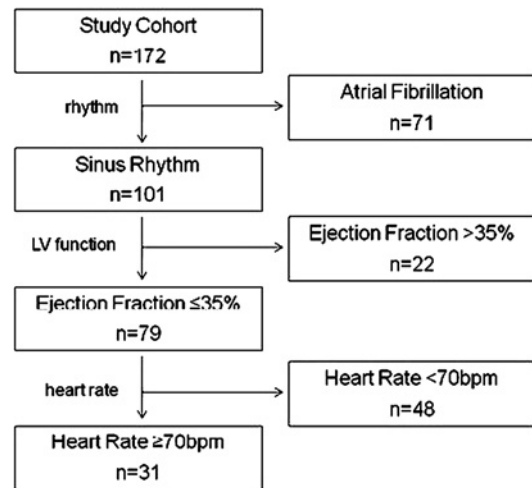 Study Cohort
n=172
rhythm
Atrial Fibrillation
n=71
Sinus Rhythm
n=101
LV function
Ejection Fraction >35%
n=22
Ejection Fraction ≤35%
n=79
heart rate
Heart Rate <70bpm
n=48
Heart Rate ≥70bpm
n=31